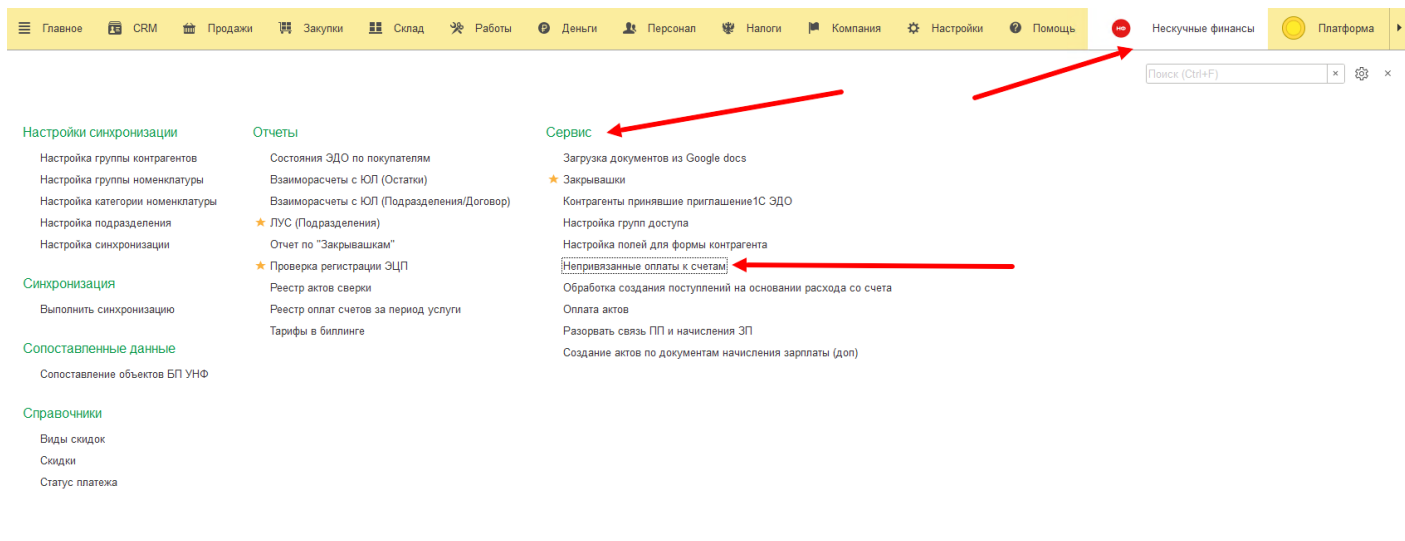 Главное CRM Продажи Закупки Склад Работы Деньги Персонал Налоги Компания Настройки Помощь НФ Нескучные финансы Платформа
Поиск (Ctrl+F)
Настройки синхронизации
Настройка группы контрагентов
Настройка группы номенклатуры
Настройка категории номенклатуры
Настройка подразделения
Настройка синхронизации
Синхронизация
Выполнить синхронизацию
Сопоставленные данные
Сопоставление объектов БП УНФ
Справочники
Виды скидок
Скидки
Статус платежа
Отчеты
Состояния ЭДО по покупателям
Взаиморасчеты с ЮЛ (Остатки)
Взаиморасчеты с ЮЛ (Подразделения/Договор)
ЛУС (Подразделения)
Отчет по "Закрывашкам"
Проверка регистрации ЭЦП
Реестр актов сверки
Реестр оплат счетов за период услуги
Тарифы в биллинге
Сервис
Загрузка документов из Google docs
Закрывашки
Контрагенты принявшие приглашение1С ЭДО
Настройка групп доступа
Настройка полей для формы контрагента
Непривязанные оплаты к счетам
Обработка создания поступлений на основании расхода со счета
Оплата актов
Разорвать связь ПП и начисления ЗП
Создание актов по документам начисления зарплаты (доп)